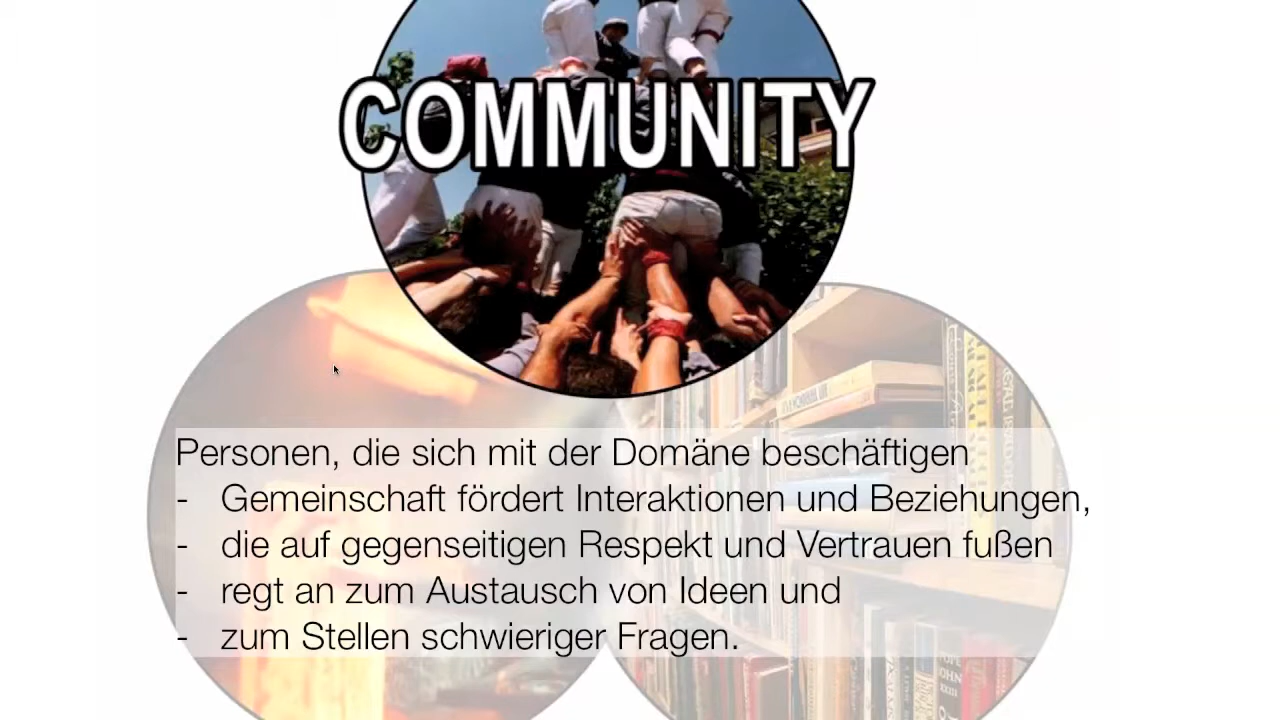 COMMUNITY
Personen, die sich mit der Domäne beschäftigen
- Gemeinschaft fördert Interaktionen und Beziehungen,
- die auf gegenseitigen Respekt und Vertrauen fußen
- regt an zum Austausch von Ideen und
- zum Stellen schwieriger Fragen.